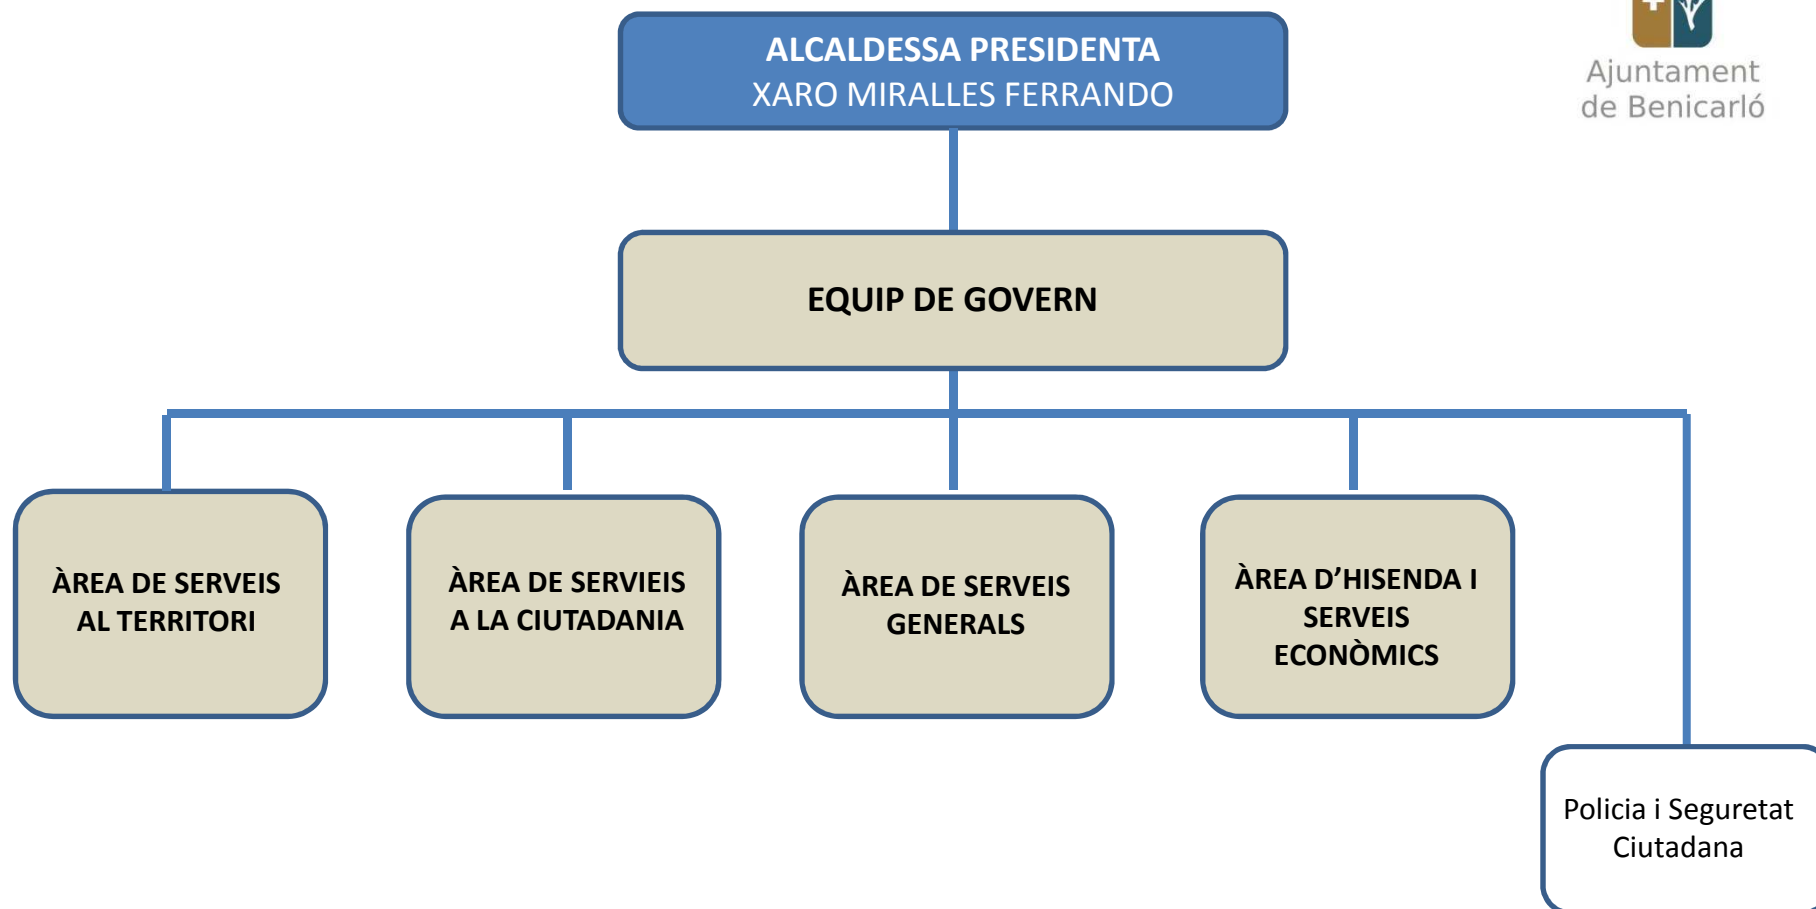 ALCALDESSA PRESIDENTA
XARO MIRALLES FERRANDO
Ajuntament
de Benicarló
EQUIP DE GOVERN
ÀREA DE SERVEIS
AL TERRITORI
ÀREA DE SERVIEIS
A LA CIUTADANIA
ÀREA DE SERVEIS
GENERALS
ÀREA D’HISENDA I
SERVEIS
ECONÒMICS
Policia i Seguretat
Ciutadana